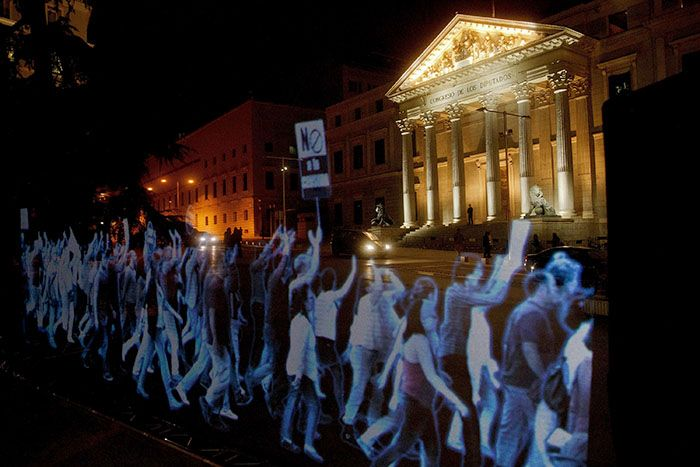 CONGRESO DE LOS DIPUTADOS
NO